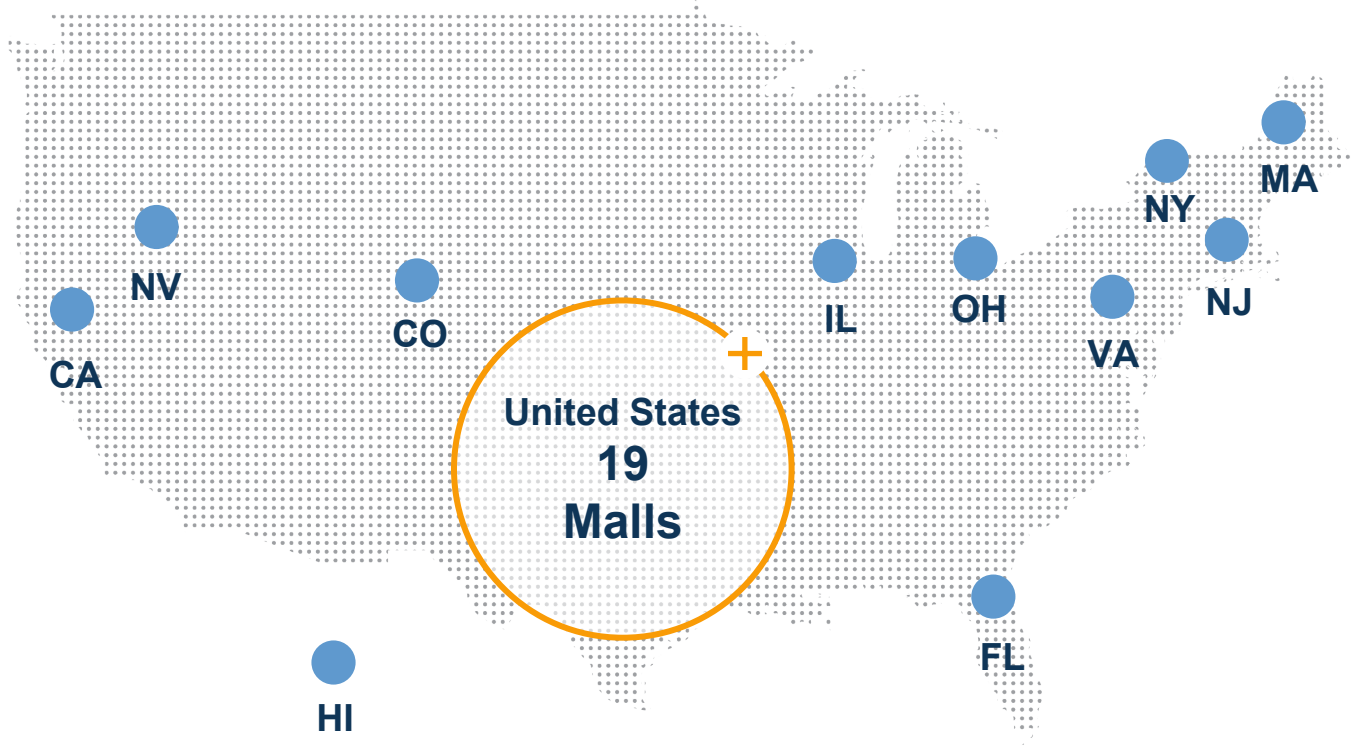 MA
NY
NV
NJ
OH
IL
CO
VA
CA
+
United States
19
Malls
FL
HI